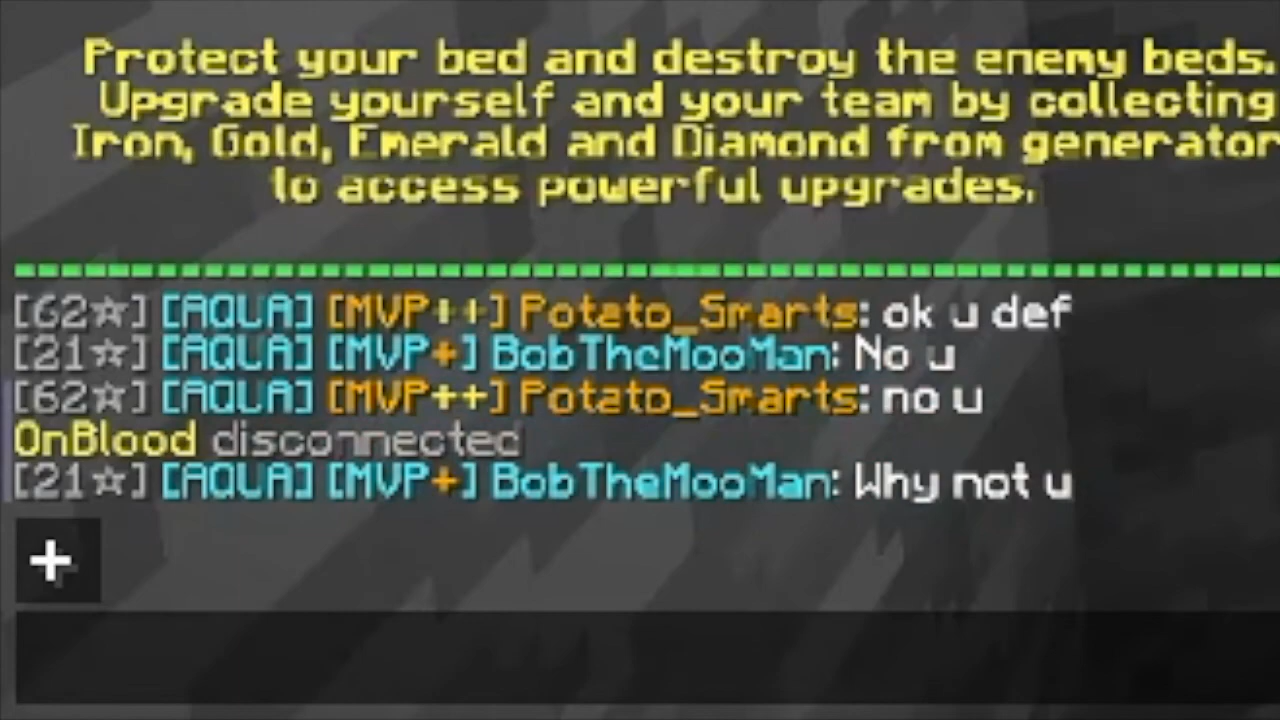 Protect your bed and destroy the enemy beds.
Upgrade yourself and your team by collecting
Iron, Gold, Emerald and Diamond from generator
to access powerful upgrades.
[62☆] [AQUA] [MVP++] Potato_Smarts: ok u def
[21☆] [AQUA] [MVP+] BobTheMooMan: No u
[62☆] [AQUA] [MVP++] Potato_Smarts: no u
OnBlood disconnected
[21☆] [AQUA] [MVP+] BobTheMooMan: Why not u
+